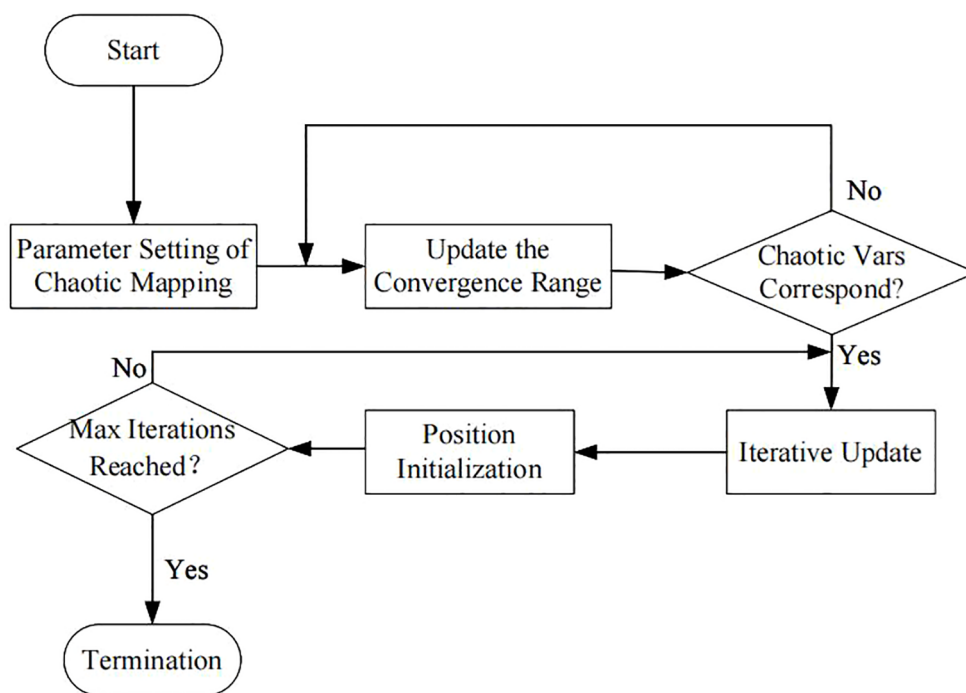 Start
No
Parameter Setting of
Chaotic Mapping
Update the
Convergence Range
Chaotic Vars
Correspond?
Yes
No
Max Iterations
Reached?
Position
Initialization
Iterative Update
Yes
Termination